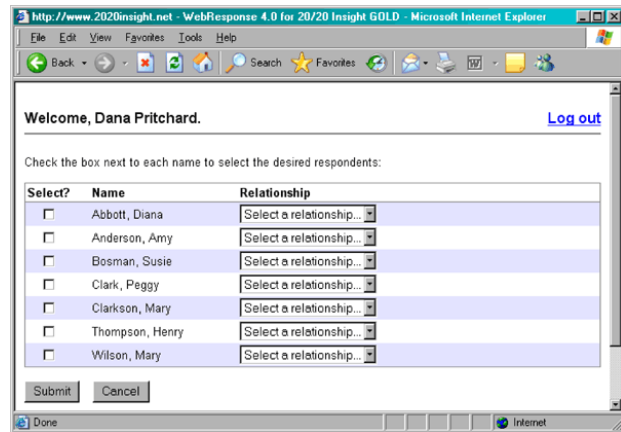 http://www.2020insight.net - WebResponse 4.0 for 20/20 Insight GOLD - Microsoft Internet Explorer
File Edit View Favorites Tools Help
Back Search Favorites
Welcome, Dana Pritchard. Log out
Check the box next to each name to select the desired respondents:
Select? Name Relationship
Abbott, Diana Select a relationship...
Anderson, Amy Select a relationship...
Bosman, Susie Select a relationship...
Clark, Peggy Select a relationship...
Clarkson, Mary Select a relationship...
Thompson, Henry Select a relationship...
Wilson, Mary Select a relationship...
Submit Cancel
Done Internet